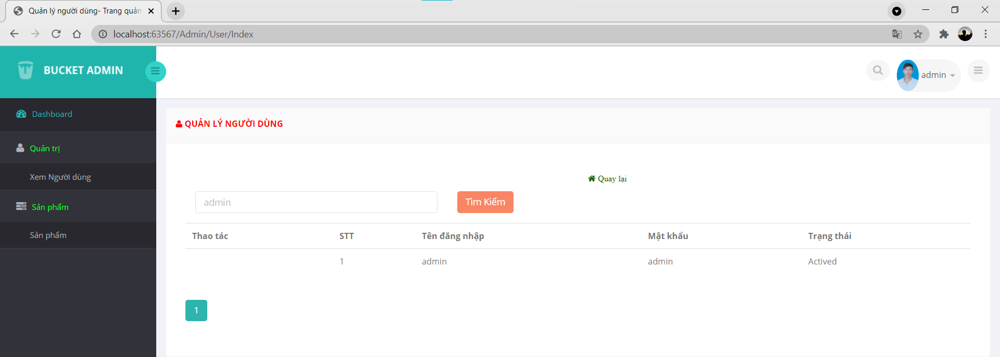 Quản lý người dùng- Trang quản
localhost:63567/Admin/User/Index
BUCKET ADMIN
admin
Dashboard
Quản trị
Xem Người dùng
Sản phẩm
Sản phẩm
QUẢN LÝ NGƯỜI DÙNG
Quay lại
admin Tìm Kiếm
Thao tác STT Tên đăng nhập Mật khẩu Trạng thái
1 admin admin Actived
1